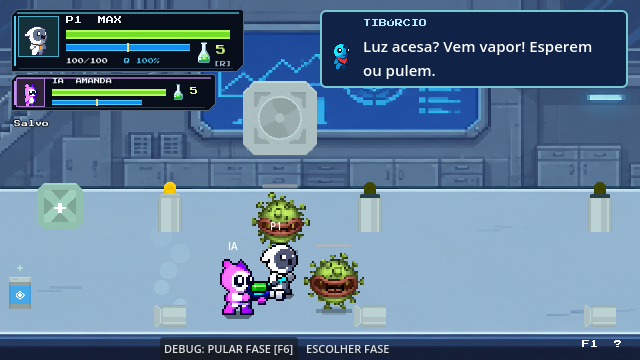 P1 MAX
5
100/100 Q 100% [R]
IA AMANDA
5
Salvo
TIBÚRCIO
Luz acesa? Vem vapor! Esperem
ou pulem.
P1
IA
DEBUG: PULAR FASE [F6] ESCOLHER FASE
F1 ?